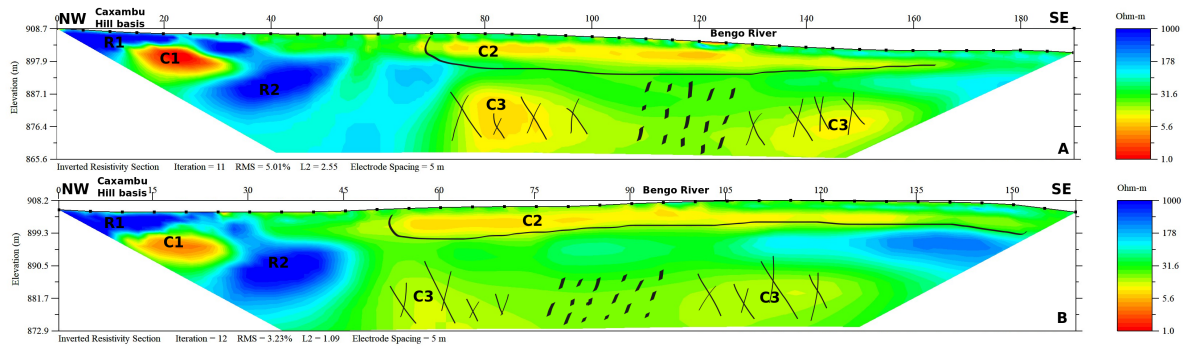 NW Caxambu Hill basis Bengo River SE Ohm-m
0 20 40 60 80 100 120 140 160 180
908.7 897.9 887.1 876.4 865.6
Elevation (m)
R1 C1 R2 C2 C3 C3 A
1000 178 31.6 5.6 1.0
Inverted Resistivity Section Iteration = 11 RMS = 5.01% L2 = 2.55 Electrode Spacing = 5 m
NW Caxambu Hill basis Bengo River SE Ohm-m
0 15 30 45 60 75 90 105 120 135 150
908.2 899.3 890.5 881.7 872.9
Elevation (m)
R1 C1 R2 C2 C3 C3 B
1000 178 31.6 5.6 1.0
Inverted Resistivity Section Iteration = 12 RMS = 3.23% L2 = 1.09 Electrode Spacing = 5 m